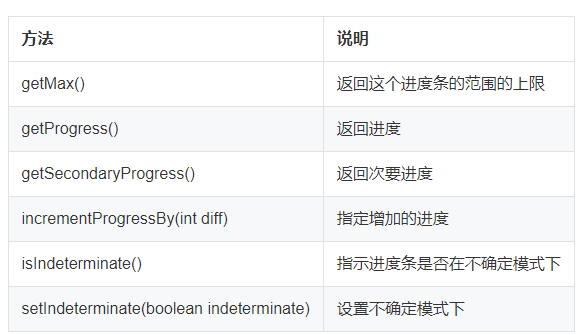 方法 说明
getMax() 返回这个进度条的范围的上限
getProgress() 返回进度
getSecondaryProgress() 返回次要进度
incrementProgressBy(int diff) 指定增加的进度
isIndeterminate() 指示进度条是否在不确定模式下
setIndeterminate(boolean indeterminate) 设置不确定模式下